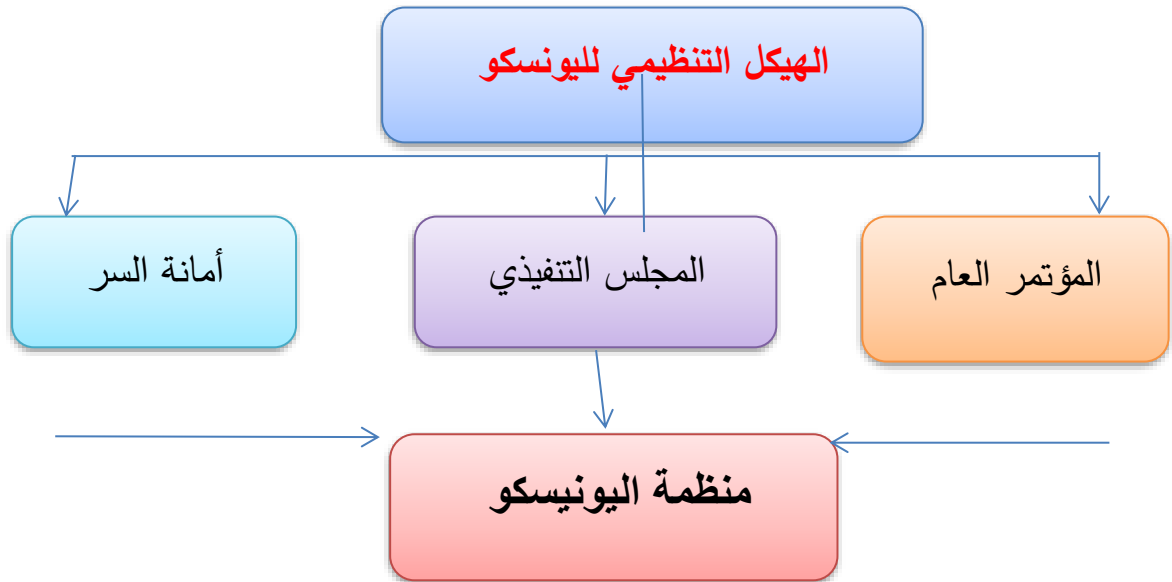 الهيكل التنظيمي لليونسكو
المؤتمر العام
المجلس التنفيذي
أمانة السر
منظمة اليونيسكو